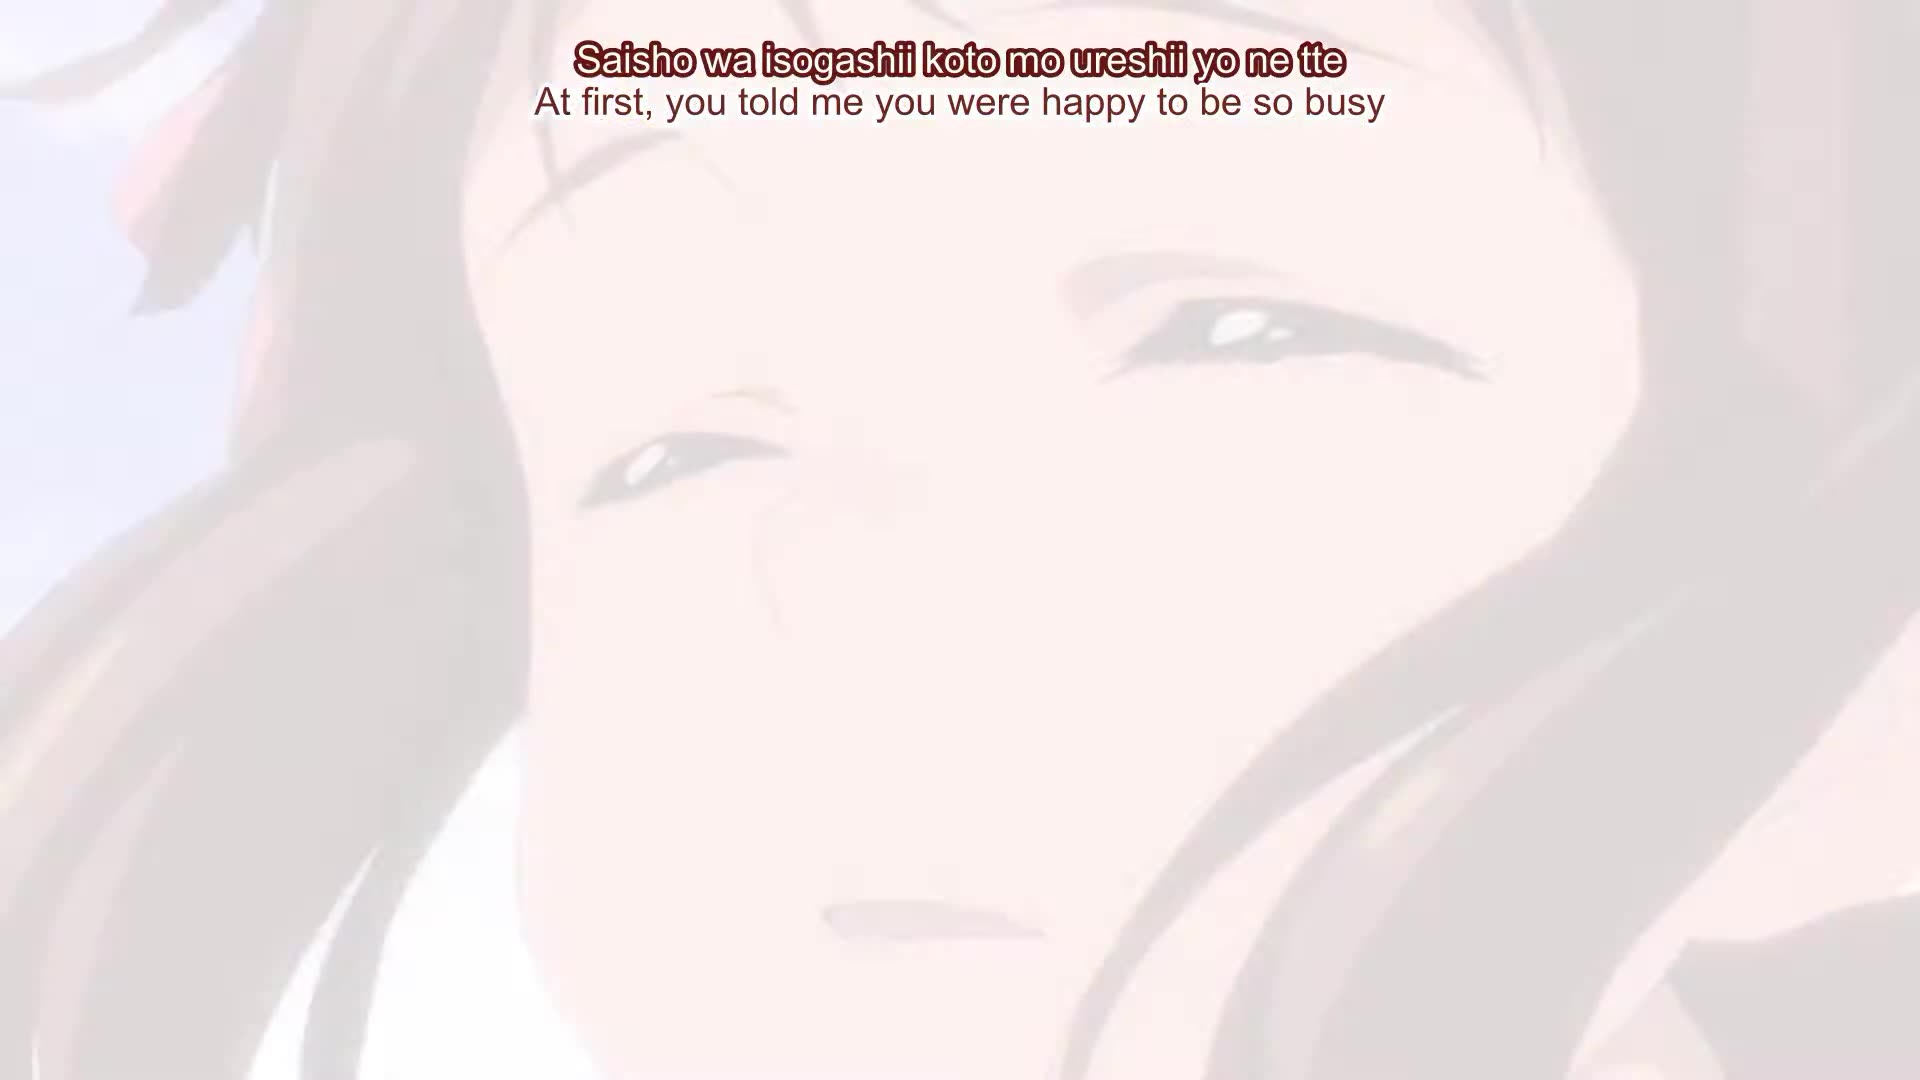 Saisho wa isogashii koto mo ureshii yo ne tte
At first, you told me you were happy to be so busy